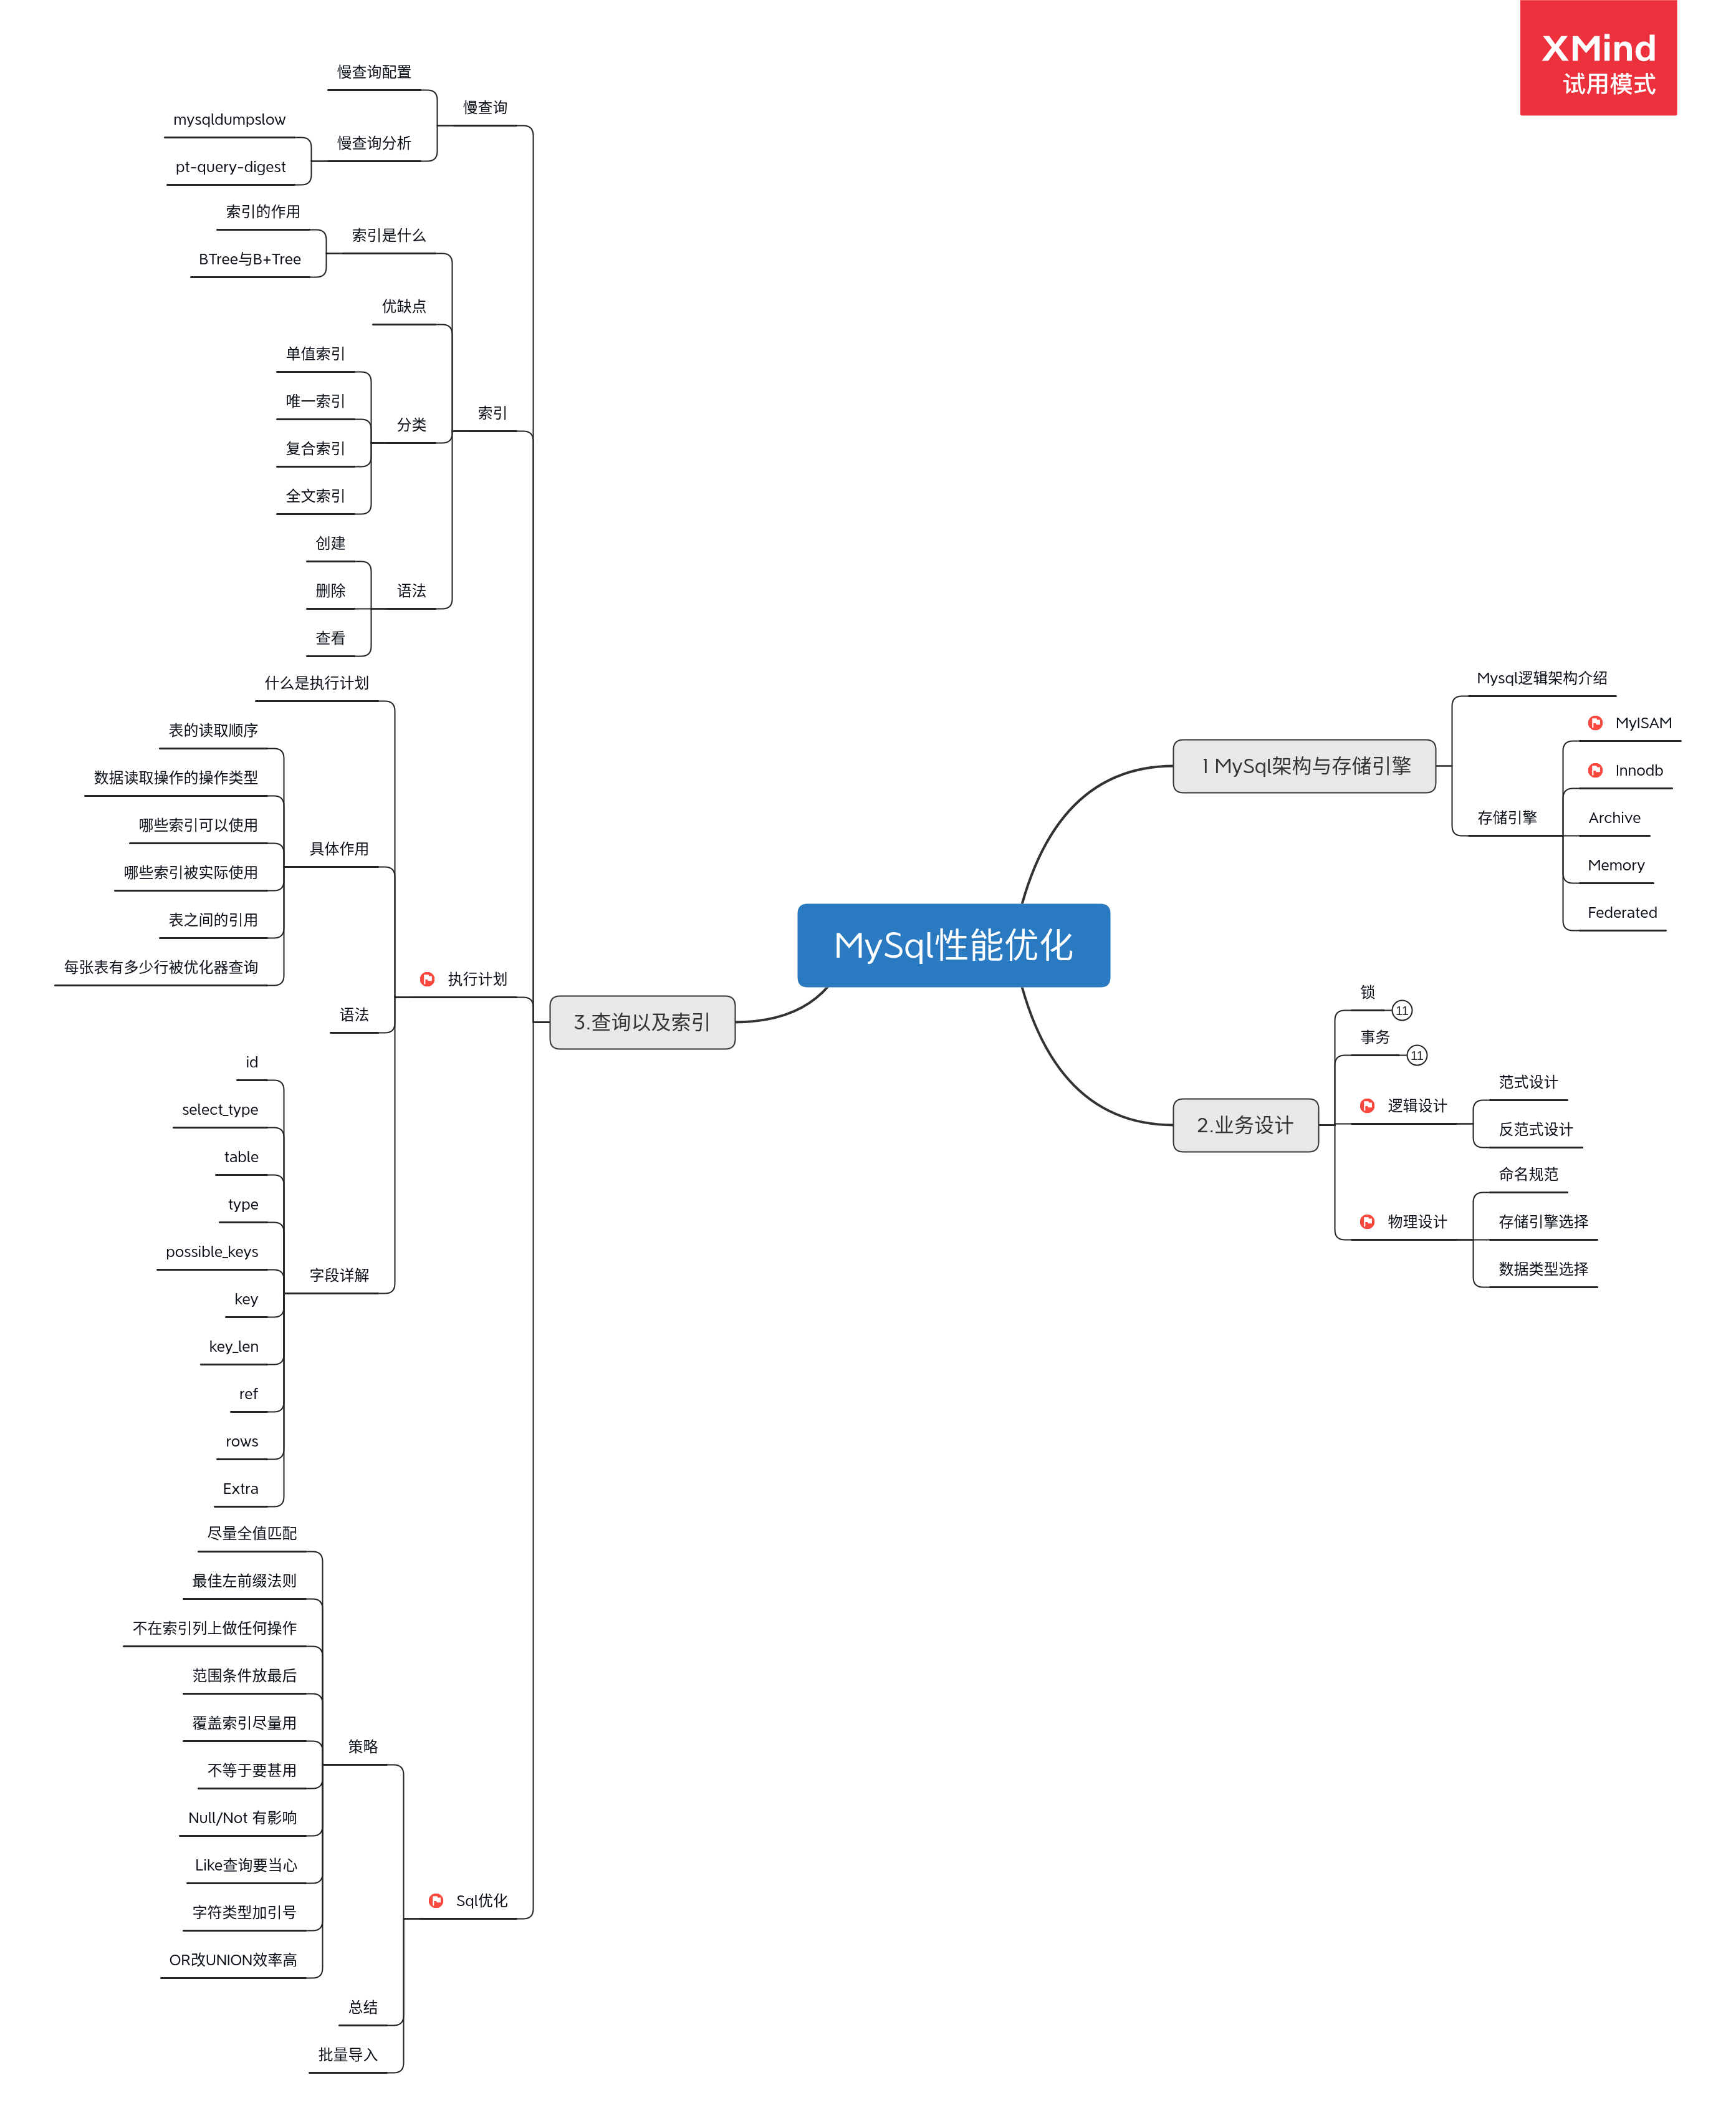 XMind
试用模式
MySql性能优化
1 MySql架构与存储引擎
Mysql逻辑架构介绍
存储引擎
MyISAM
Innodb
Archive
Memory
Federated
2.业务设计
锁
11
事务
11
逻辑设计
范式设计
反范式设计
物理设计
命名规范
存储引擎选择
数据类型选择
3.查询以及索引
慢查询
慢查询配置
慢查询分析
mysqldumpslow
pt-query-digest
索引
索引是什么
索引的作用
BTree与B+Tree
优缺点
分类
单值索引
唯一索引
复合索引
全文索引
语法
创建
删除
查看
执行计划
什么是执行计划
具体作用
表的读取顺序
数据读取操作的操作类型
哪些索引可以使用
哪些索引被实际使用
表之间的引用
每张表有多少行被优化器查询
语法
字段详解
id
select_type
table
type
possible_keys
key
key_len
ref
rows
Extra
Sql优化
策略
尽量全值匹配
最佳左前缀法则
不在索引列上做任何操作
范围条件放最后
覆盖索引尽量用
不等于要甚用
Null/Not 有影响
Like查询要当心
字符类型加引号
OR改UNION效率高
总结
批量导入